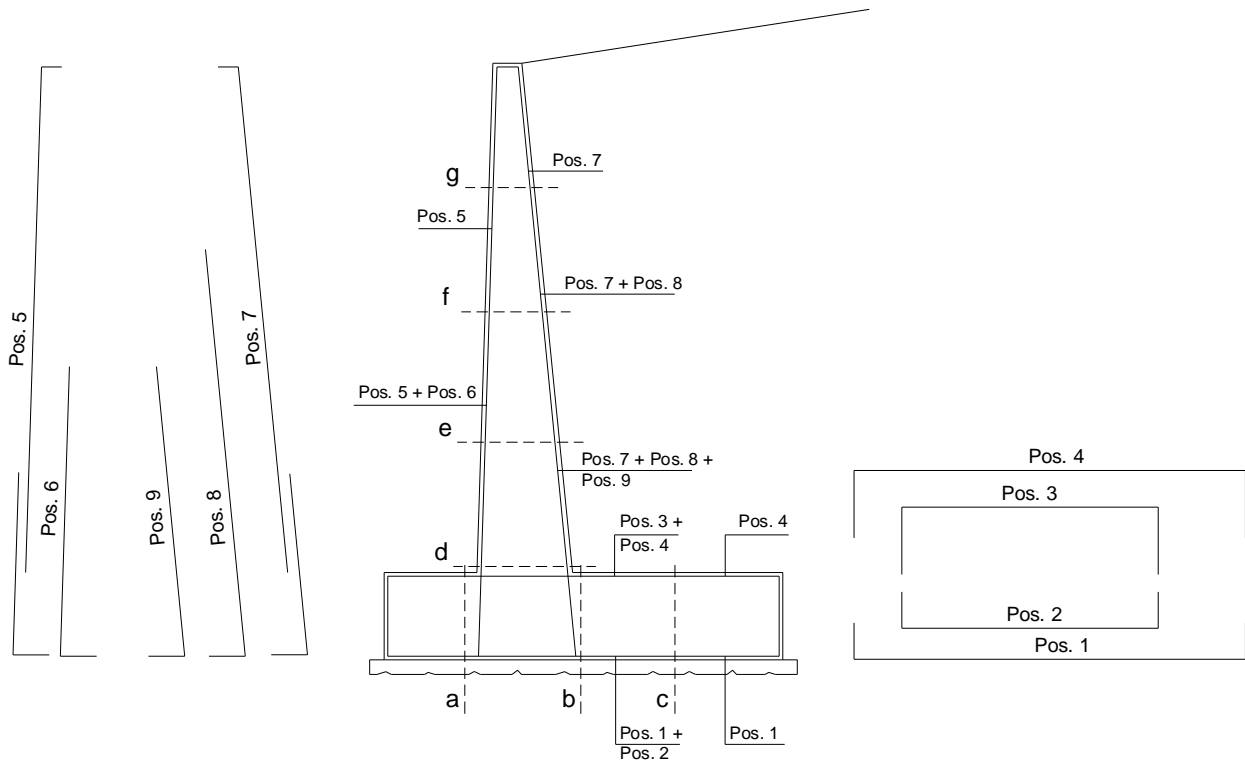 g
Pos. 7
Pos. 5
Pos. 7 + Pos. 8
f
Pos. 5
Pos. 7
Pos. 5 + Pos. 6
e
Pos. 7 + Pos. 8 +
Pos. 9
Pos. 4
Pos. 3
Pos. 6
Pos. 9
Pos. 8
Pos. 3 +
Pos. 4
Pos. 4
d
Pos. 2
Pos. 1
a
b
c
Pos. 1 +
Pos. 2
Pos. 1